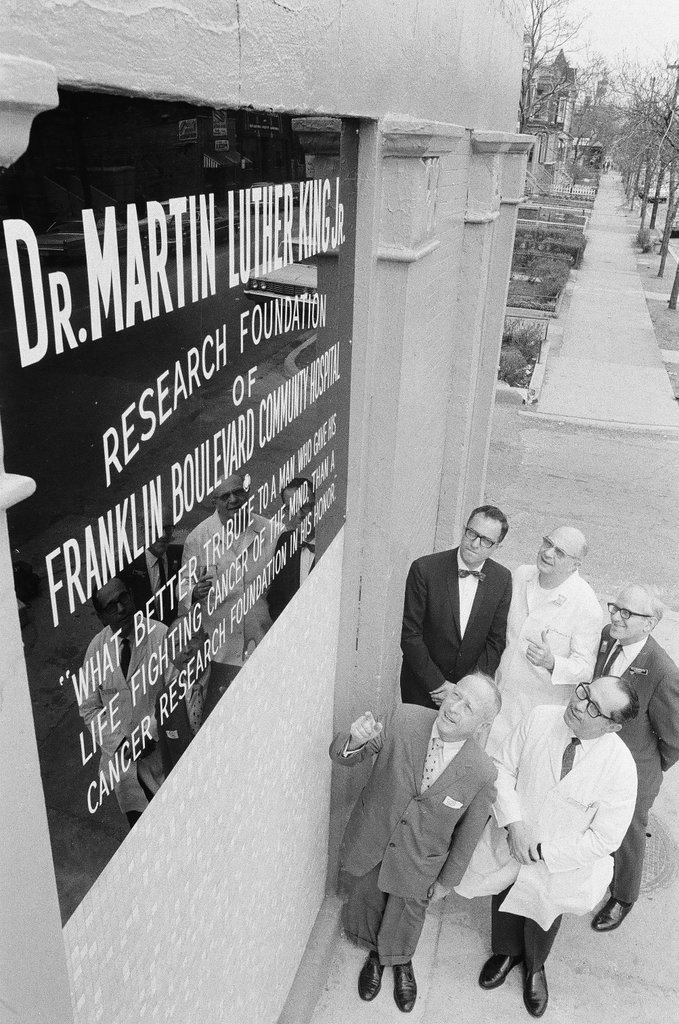 DR. MARTIN LUTHER KING JR.
RESEARCH FOUNDATION
OF
FRANKLIN BOULEVARD COMMUNITY HOSPITAL
"WHAT BETTER TRIBUTE TO A MAN WHO GAVE HIS
LIFE FIGHTING CANCER OF THE MIND, THAN A
CANCER RESEARCH FOUNDATION IN HIS HONOR."